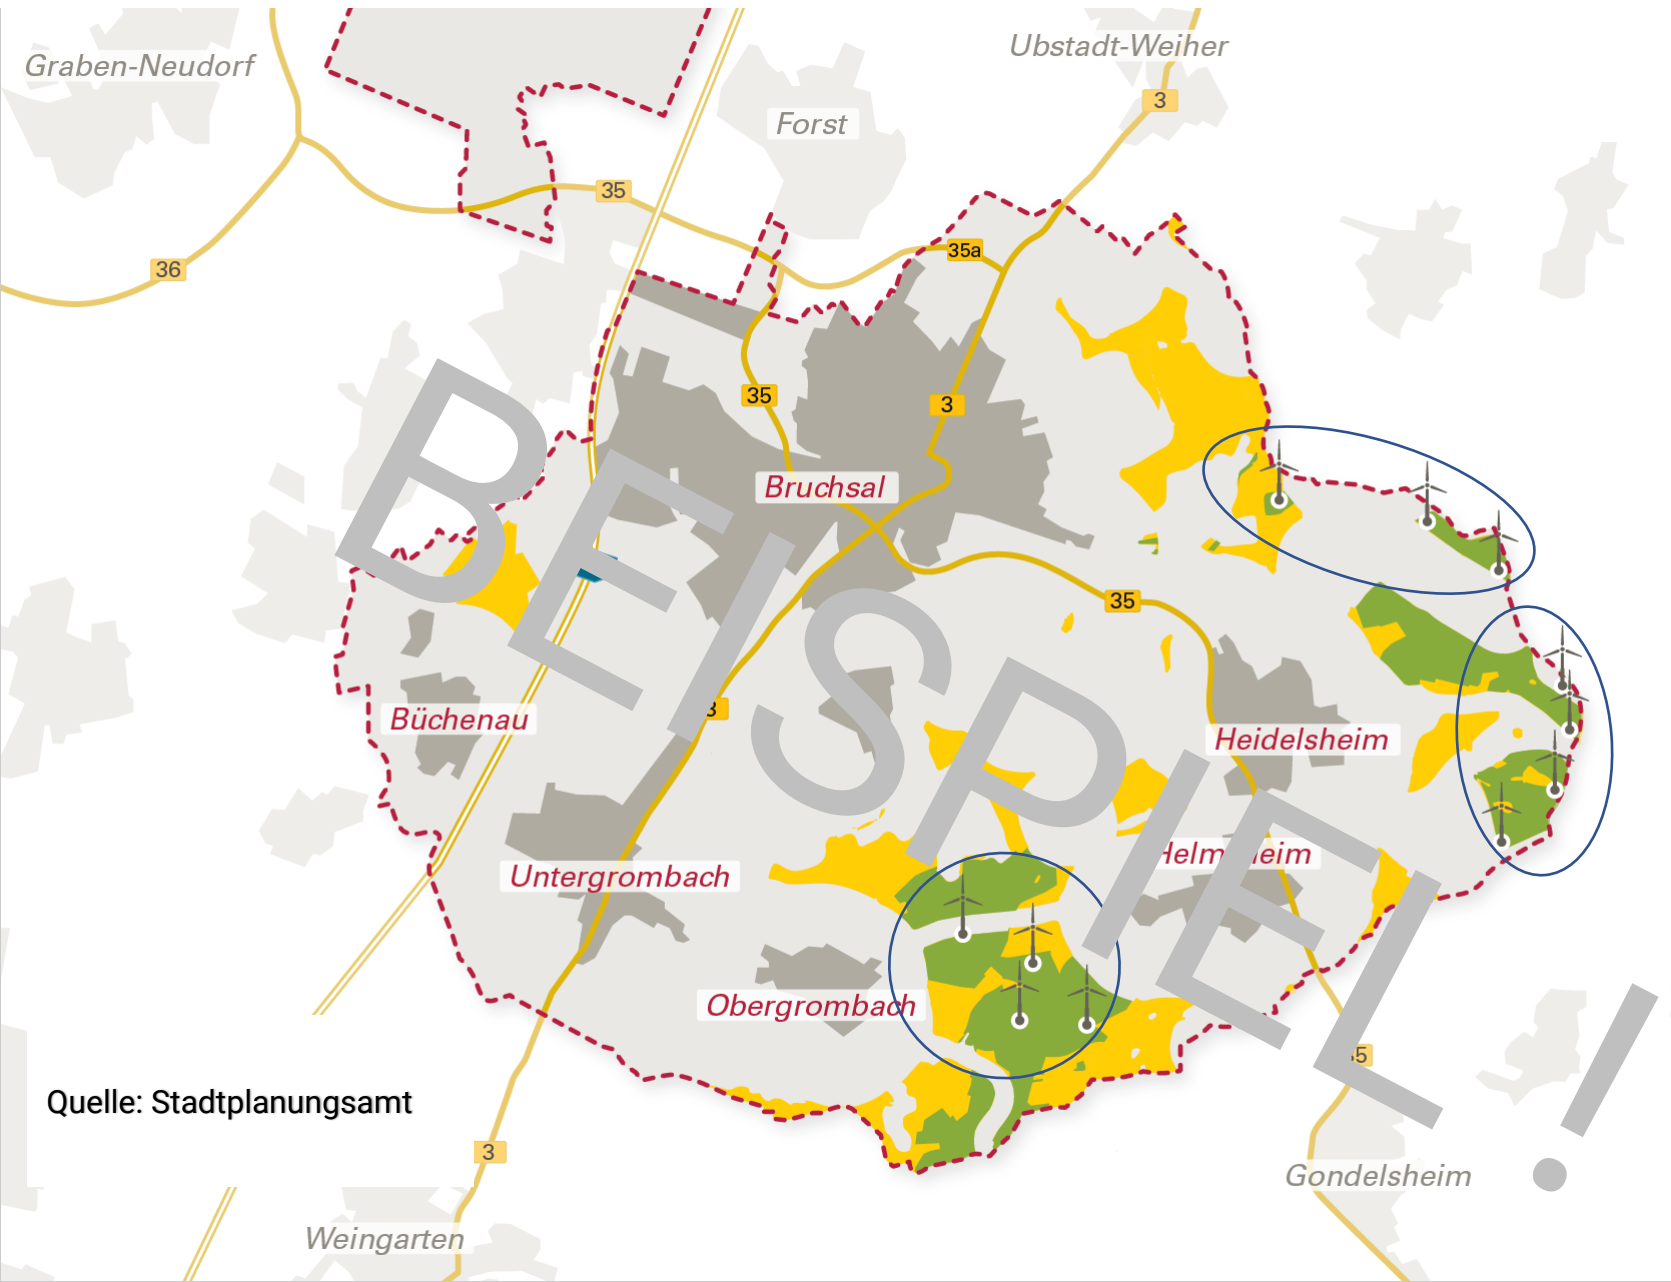 Graben-Neudorf
Ubstadt-Weiher
3
Forst
35
35a
36
35
3
Bruchsal
35
3
Büchenau
Heidelsheim
Untergrombach
Obergrombach
BEISPIEL!
Quelle: Stadtplanungsamt
3
Gondelsheim
Weingarten